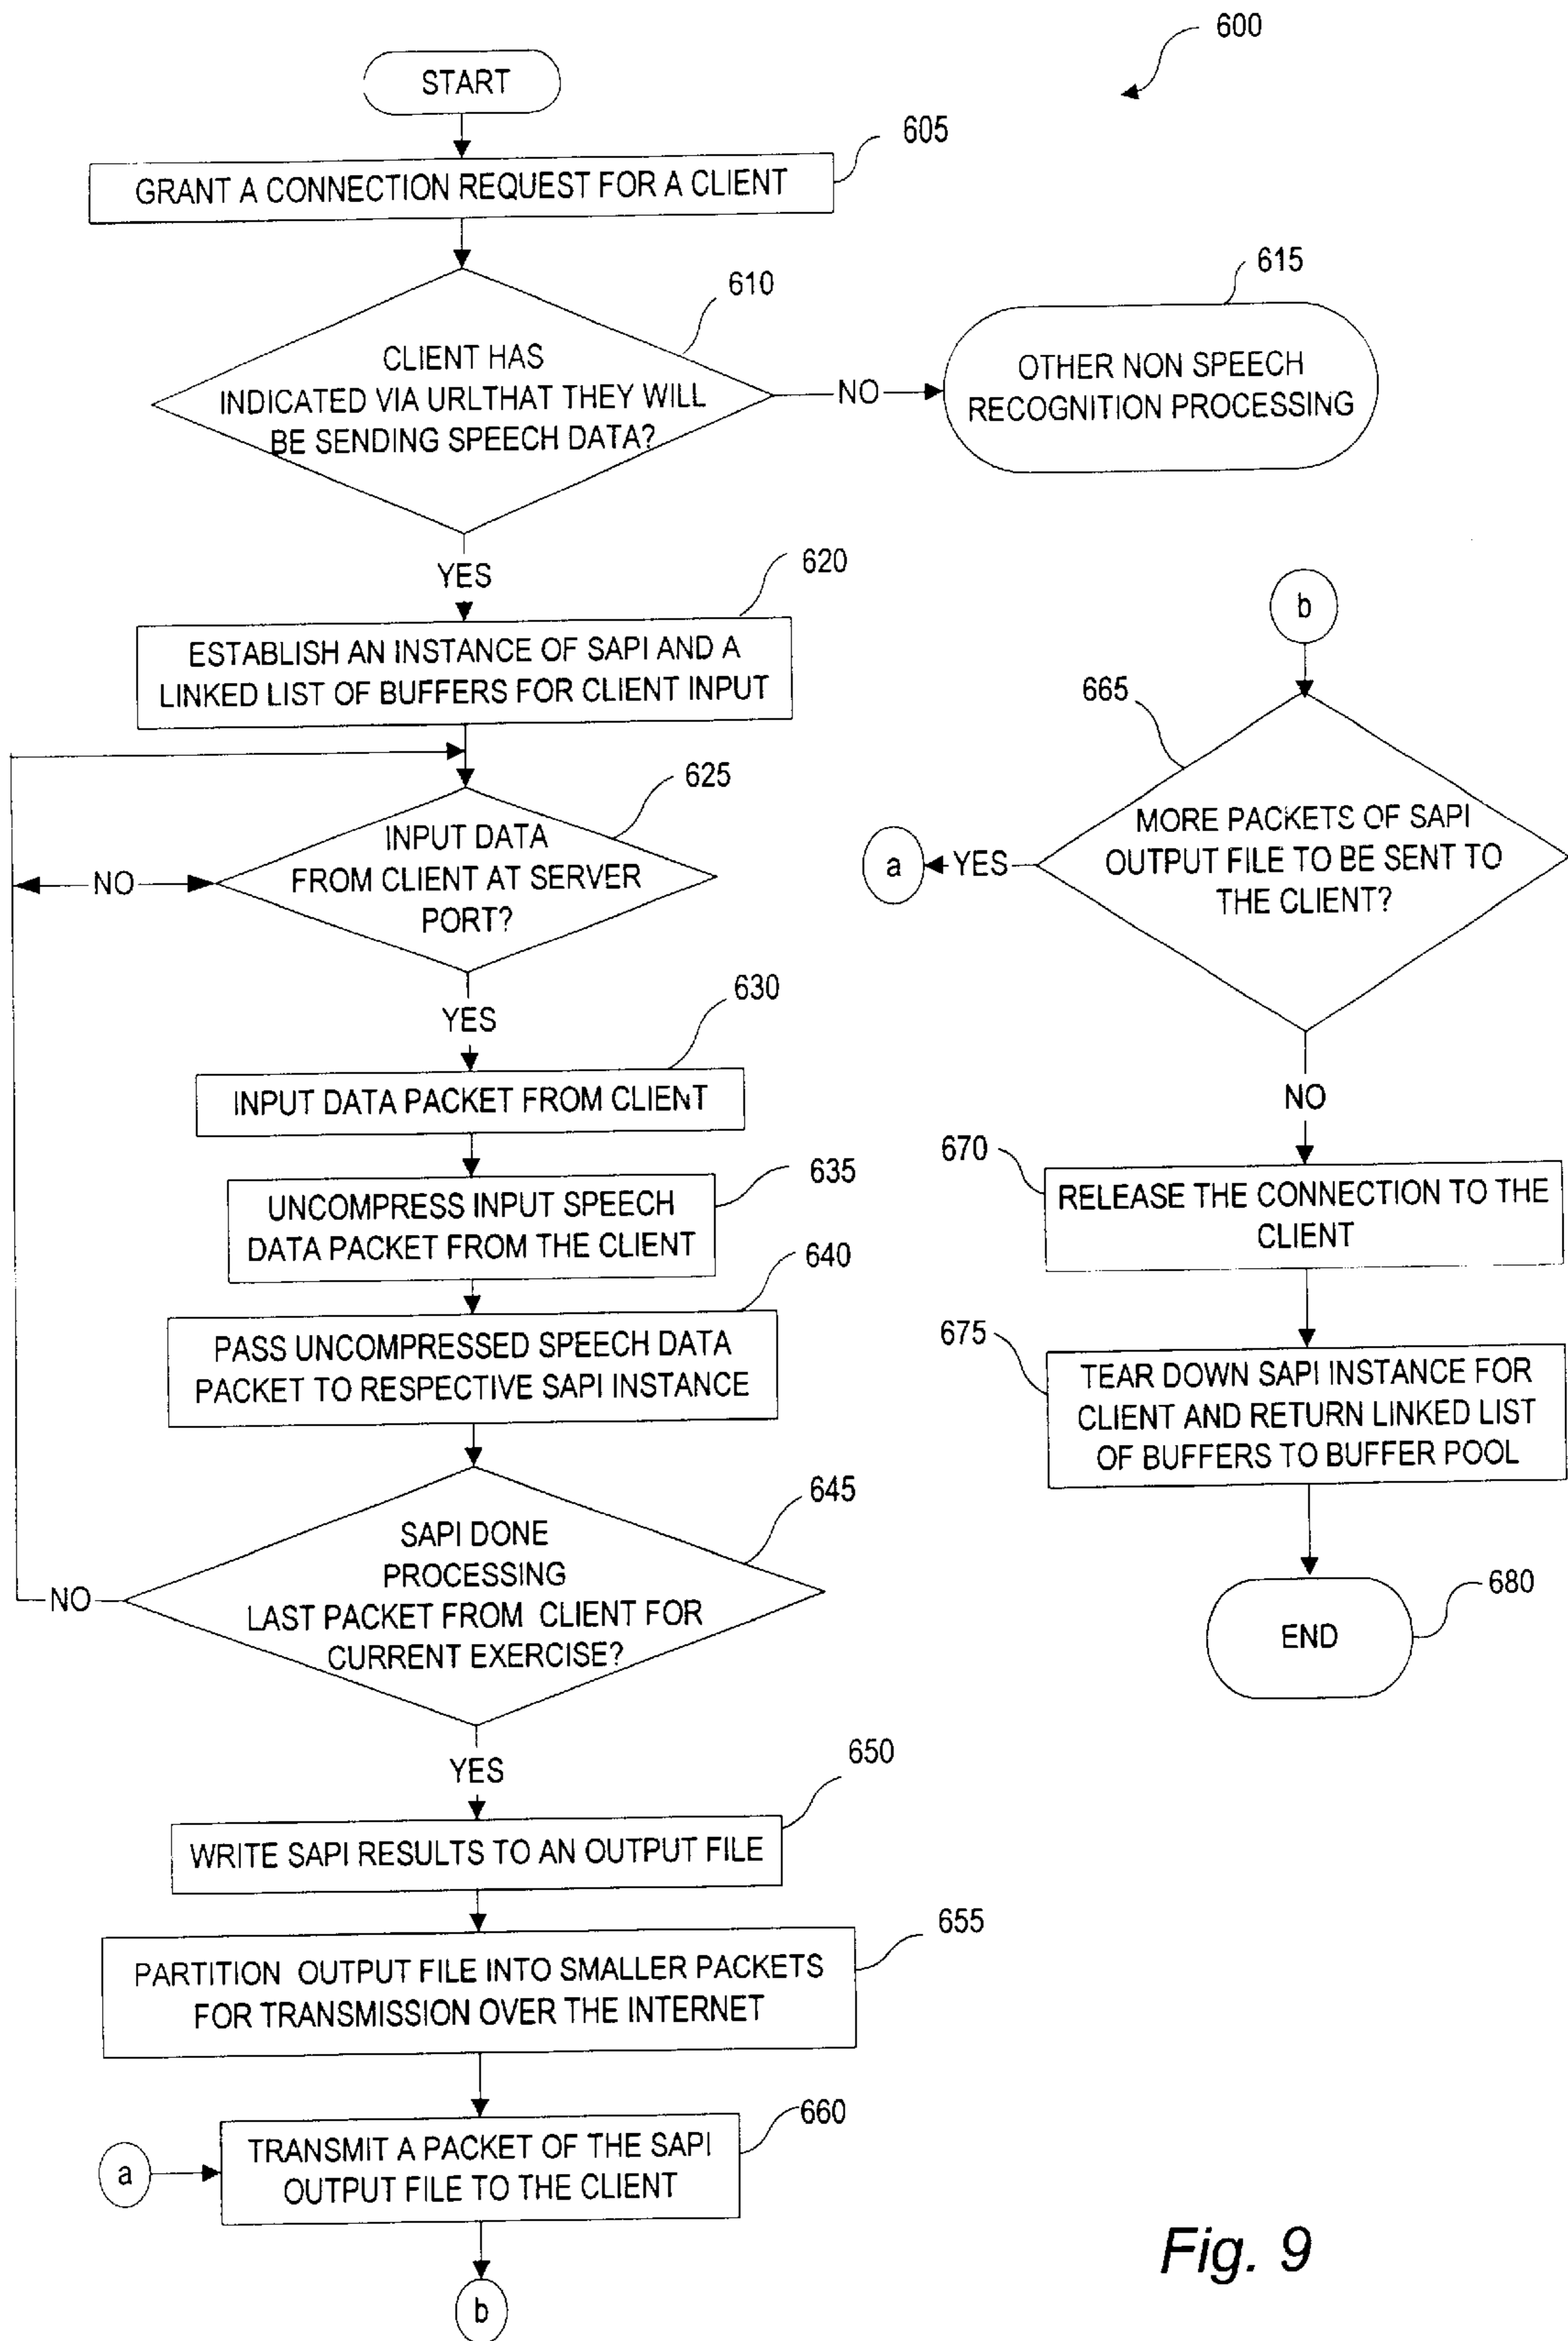 600
START
605
GRANT A CONNECTION REQUEST FOR A CLIENT
610
CLIENT HAS
INDICATED VIA URLTHAT THEY WILL
BE SENDING SPEECH DATA?
NO
615
OTHER NON SPEECH
RECOGNITION PROCESSING
YES
620
ESTABLISH AN INSTANCE OF SAPI AND A
LINKED LIST OF BUFFERS FOR CLIENT INPUT
625
INPUT DATA
FROM CLIENT AT SERVER
PORT?
NO
YES
630
INPUT DATA PACKET FROM CLIENT
635
UNCOMPRESS INPUT SPEECH
DATA PACKET FROM THE CLIENT
640
PASS UNCOMPRESSED SPEECH DATA
PACKET TO RESPECTIVE SAPI INSTANCE
645
SAPI DONE
PROCESSING
LAST PACKET FROM CLIENT FOR
CURRENT EXERCISE?
NO
YES
650
WRITE SAPI RESULTS TO AN OUTPUT FILE
655
PARTITION OUTPUT FILE INTO SMALLER PACKETS
FOR TRANSMISSION OVER THE INTERNET
660
a
TRANSMIT A PACKET OF THE SAPI
OUTPUT FILE TO THE CLIENT
b
b
665
MORE PACKETS OF SAPI
OUTPUT FILE TO BE SENT TO
THE CLIENT?
YES
a
NO
670
RELEASE THE CONNECTION TO THE
CLIENT
675
TEAR DOWN SAPI INSTANCE FOR
CLIENT AND RETURN LINKED LIST
OF BUFFERS TO BUFFER POOL
END
680
Fig. 9